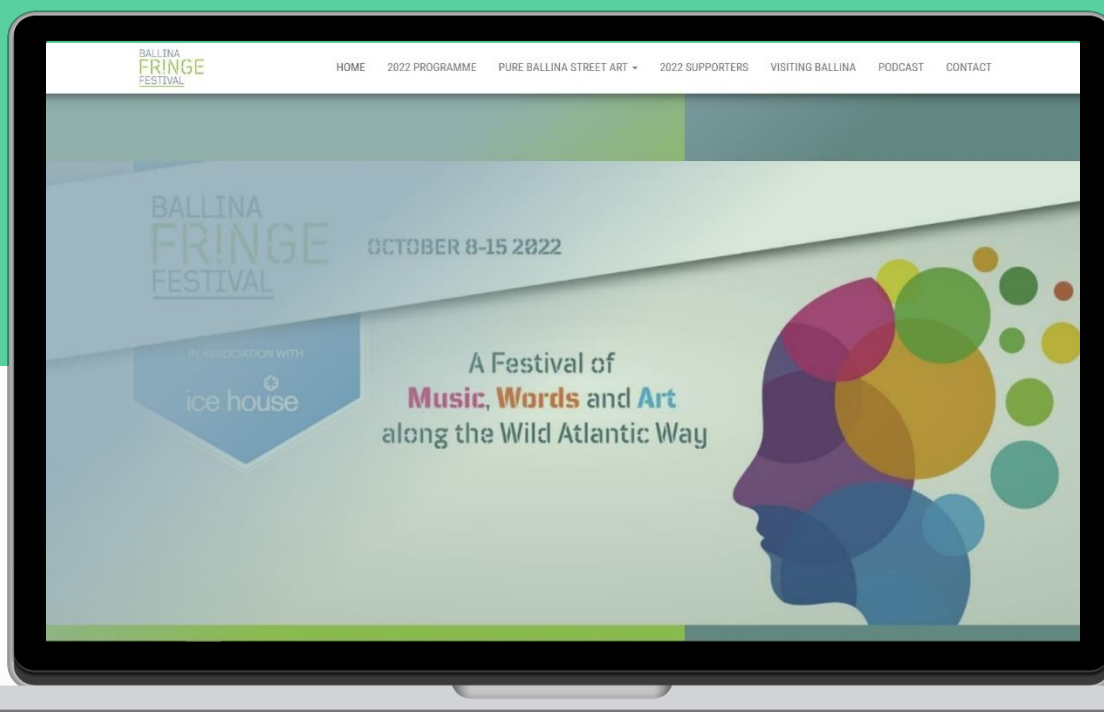 BALLINA
FR!NGE
FESTIVAL
HOME 2022 PROGRAMME PURE BALLINA STREET ART 2022 SUPPORTERS VISITING BALLINA PODCAST CONTACT
BALLINA
FR!NGE
FESTIVAL
OCTOBER 8-15 2022
IN ASSOCIATION WITH
ice house
A Festival of
Music, Words and Art
along the Wild Atlantic Way